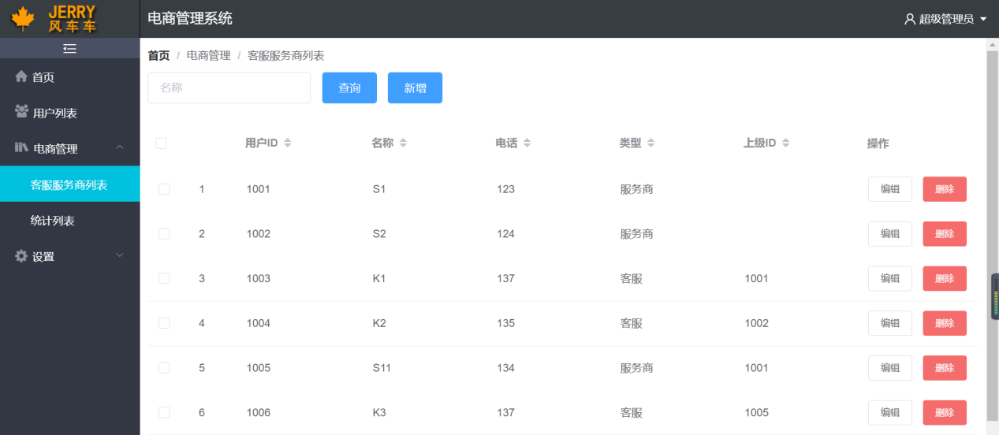 JERRY
风车车
电商管理系统
超级管理员
首页
用户列表
电商管理
客服服务商列表
统计列表
设置
首页 / 电商管理 / 客服服务商列表
名称 查询 新增
用户ID 名称 电话 类型 上级ID 操作
1 1001 S1 123 服务商 编辑 删除
2 1002 S2 124 服务商 编辑 删除
3 1003 K1 137 客服 1001 编辑 删除
4 1004 K2 135 客服 1002 编辑 删除
5 1005 S11 134 服务商 1001 编辑 删除
6 1006 K3 137 客服 1005 编辑 删除